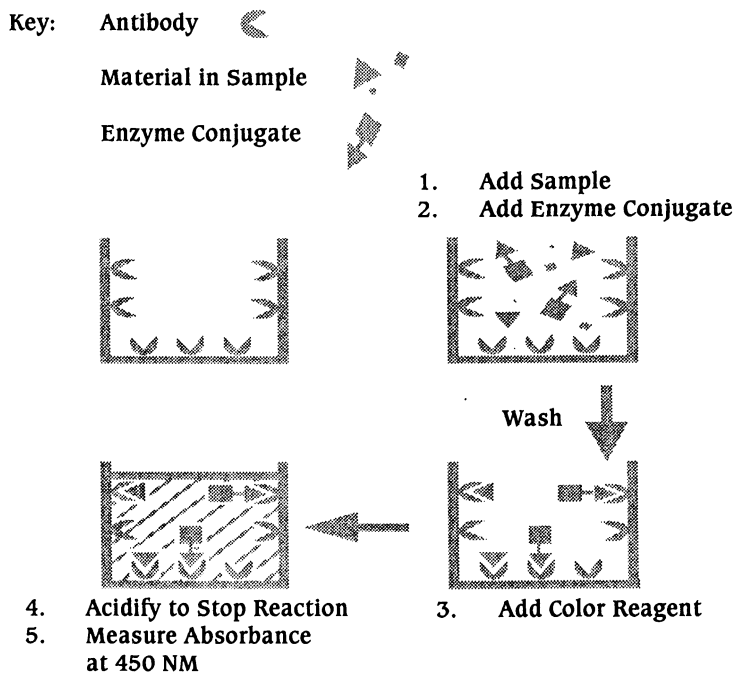 Key: Antibody
Material in Sample
Enzyme Conjugate
1. Add Sample
2. Add Enzyme Conjugate
Wash
3. Add Color Reagent
4. Acidify to Stop Reaction
5. Measure Absorbance
at 450 NM